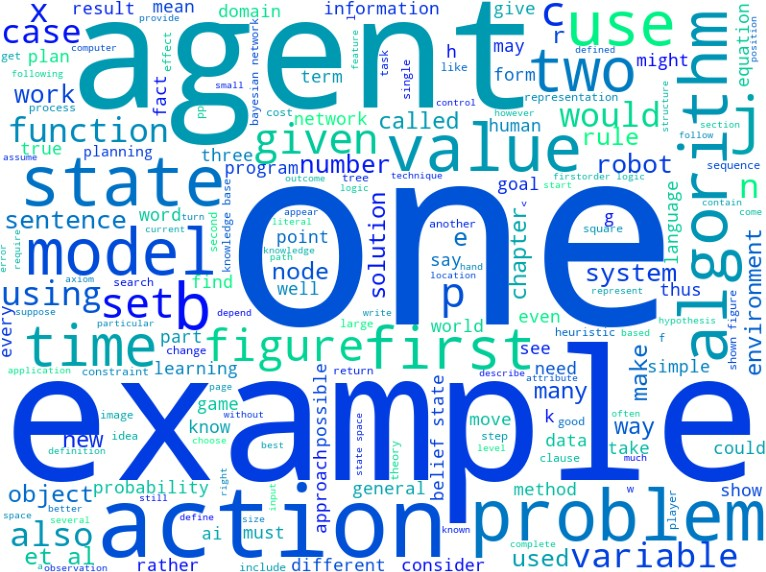 x result mean domain information give c use
case get plan agent may r
following effect provide computer
bayesian network term task single feature l h like form two might algorithm equation position defined
work fact pp cost control representation
function process network called human would j.
true planning three given value rule structure
assume program number however follow section
state outcome tree technique logic goal robot firstorder logic sequence
sentence word turn second knowledge base one start contain n come
model current literal appear another v g square language
require error point solution chapter
axiom node knowledge path e say hand system environment
using search find well location p represent thus
every set b depend write even heuristic based hypothesis
suppose particular large world shown figure f
time part figure first see
application constraint change learning return describe need make simple
image page game approach possible attribute many
example
new idea without know belief state move k good often way take could
definition choose best state space theory step data much
object probability right input general level clause w show
space better still known method player
also several action size problem
et al define ai must complete used variable
a observation rather include different consider